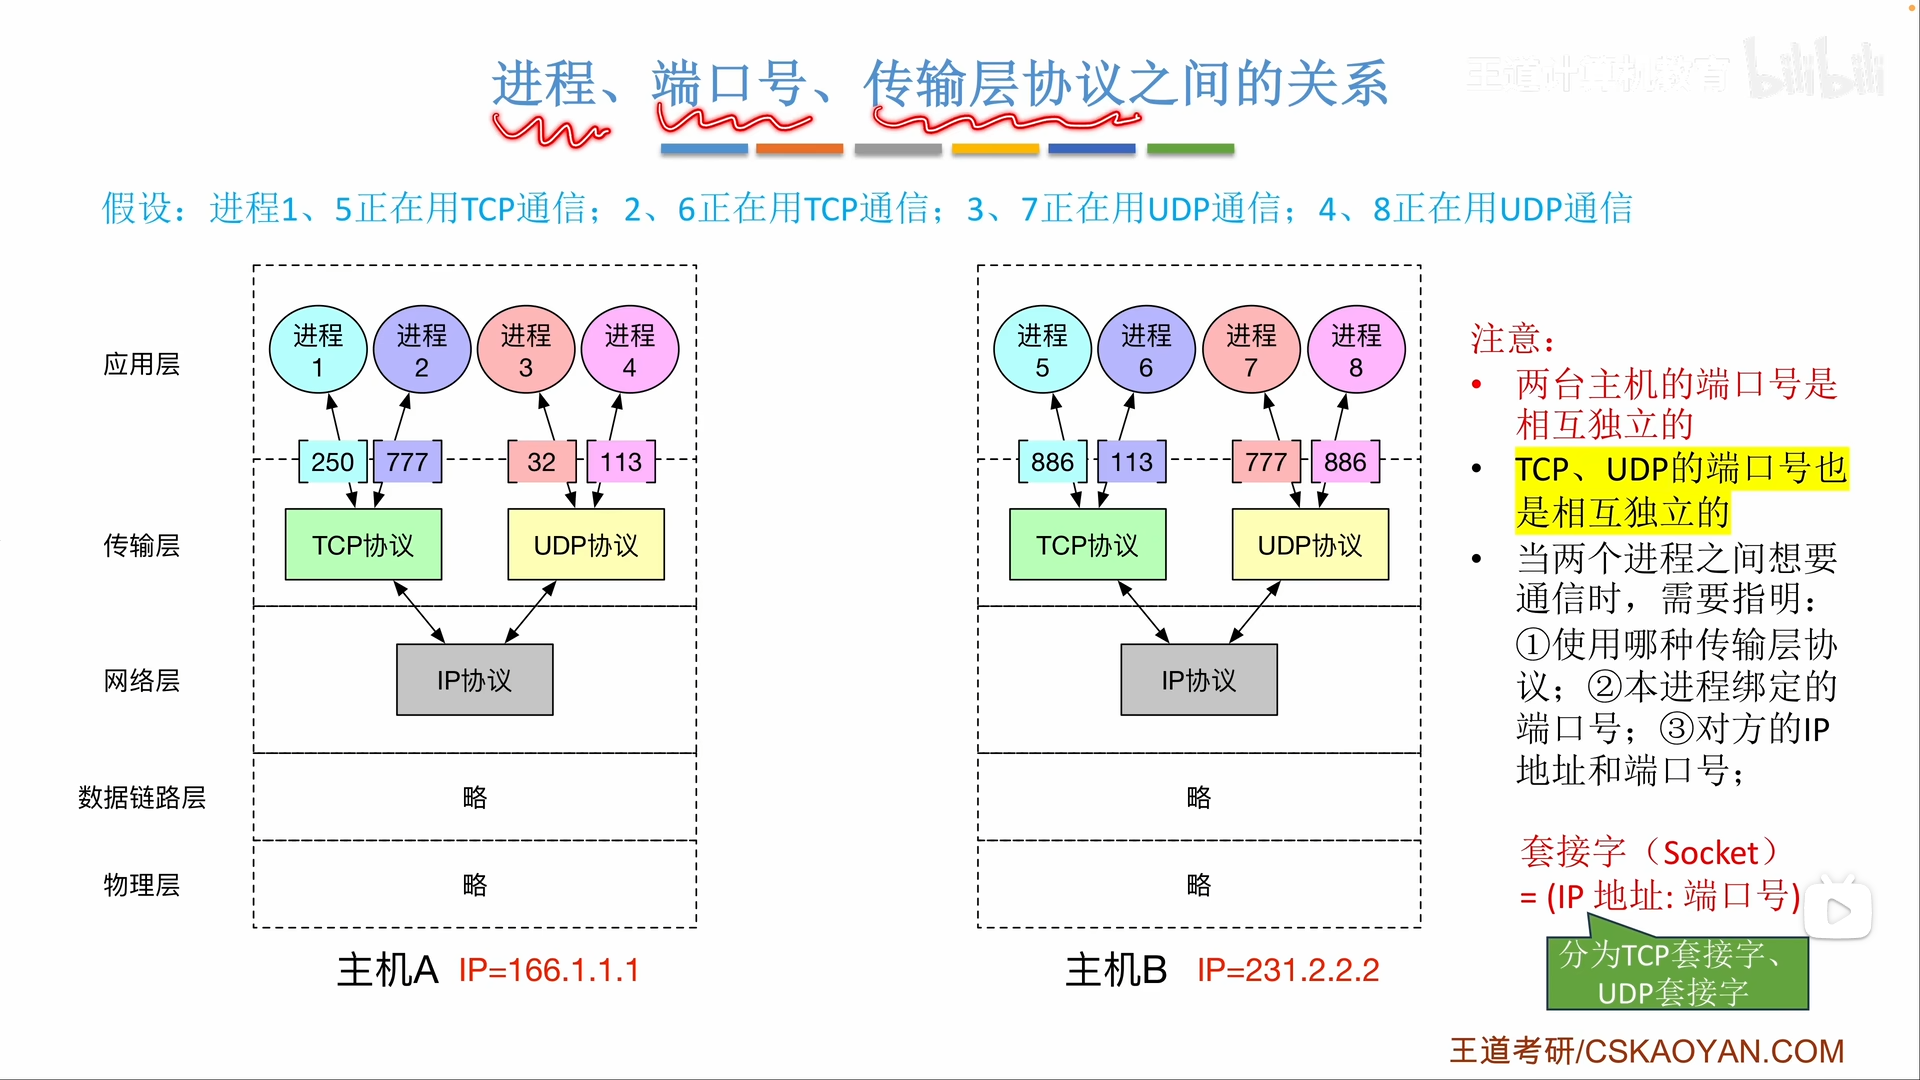 进程、端口号、传输层协议之间的关系
王道计算机教育 bilibili
假设：进程1、5正在用TCP通信；2、6正在用TCP通信；3、7正在用UDP通信；4、8正在用UDP通信
应用层
进程
1
进程
2
进程
3
进程
4
250
777
32
113
传输层
TCP协议
UDP协议
网络层
IP协议
数据链路层
略
物理层
略
主机A IP=166.1.1.1
进程
5
进程
6
进程
7
进程
8
886
113
777
886
TCP协议
UDP协议
IP协议
略
略
主机B IP=231.2.2.2
注意：
• 两台主机的端口号是
相互独立的
• TCP、UDP的端口号也
是相互独立的
• 当两个进程之间想要
通信时，需要指明：
①使用哪种传输层协
议；②本进程绑定的
端口号；③对方的IP
地址和端口号；
套接字（Socket）
= (IP 地址: 端口号)
分为TCP套接字、
UDP套接字
王道考研/CSKAOYAN.COM